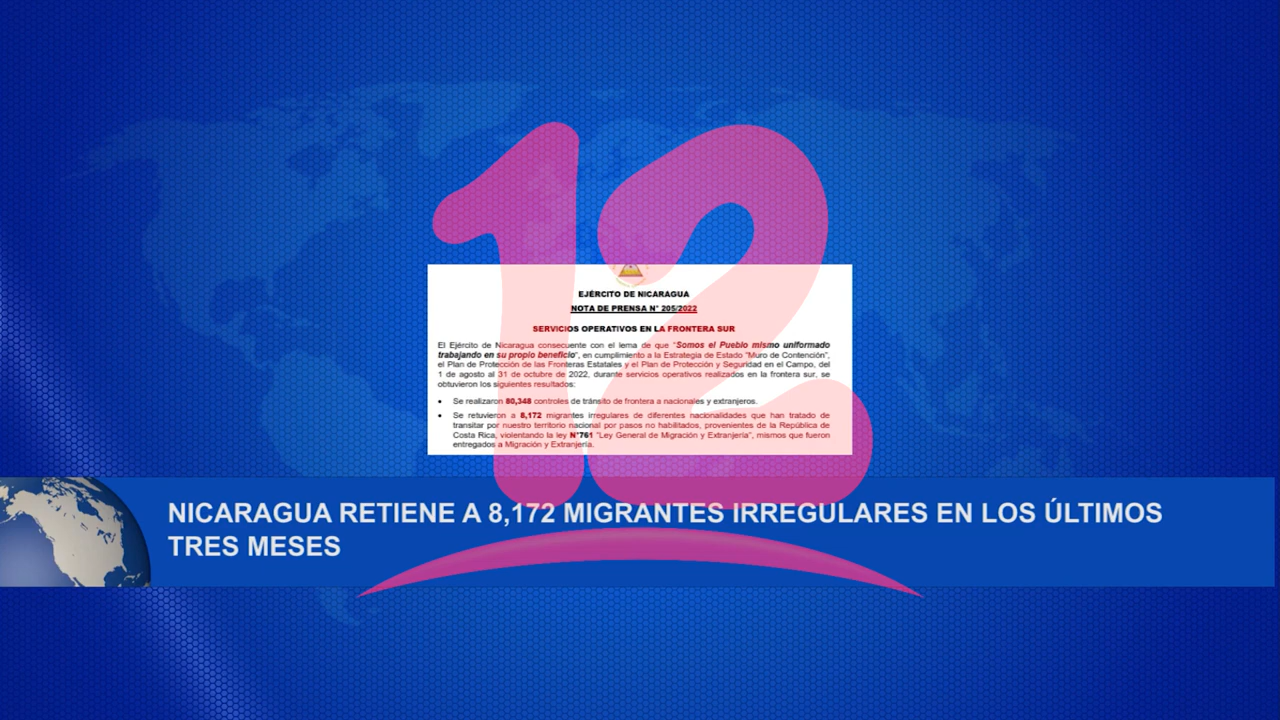 12
EJÉRCITO DE NICARAGUA
NOTA DE PRENSA N° 205/2022
SERVICIOS OPERATIVOS EN LA FRONTERA SUR
El Ejército de Nicaragua consecuente con el lema de que "Somos el Pueblo mismo uniformado
trabajando en su propio beneficio", en cumplimiento a la Estrategia de Estado "Muro de Contención",
el Plan de Protección de las Fronteras Estatales y el Plan de Protección y Seguridad en el Campo, del
1 de agosto al 31 de octubre de 2022, durante servicios operativos realizados en la frontera sur, se
obtuvieron los siguientes resultados:
• Se realizaron 80,348 controles de tránsito de frontera a nacionales y extranjeros.
• Se retuvieron a 8,172 migrantes irregulares de diferentes nacionalidades que han tratado de
transitar por nuestro territorio nacional por pasos no habilitados, provenientes de la República de
Costa Rica, violentando la ley N°761 "Ley General de Migración y Extranjería", mismos que fueron
entregados a Migración y Extranjería.
NICARAGUA RETIENE A 8,172 MIGRANTES IRREGULARES EN LOS ÚLTIMOS
TRES MESES